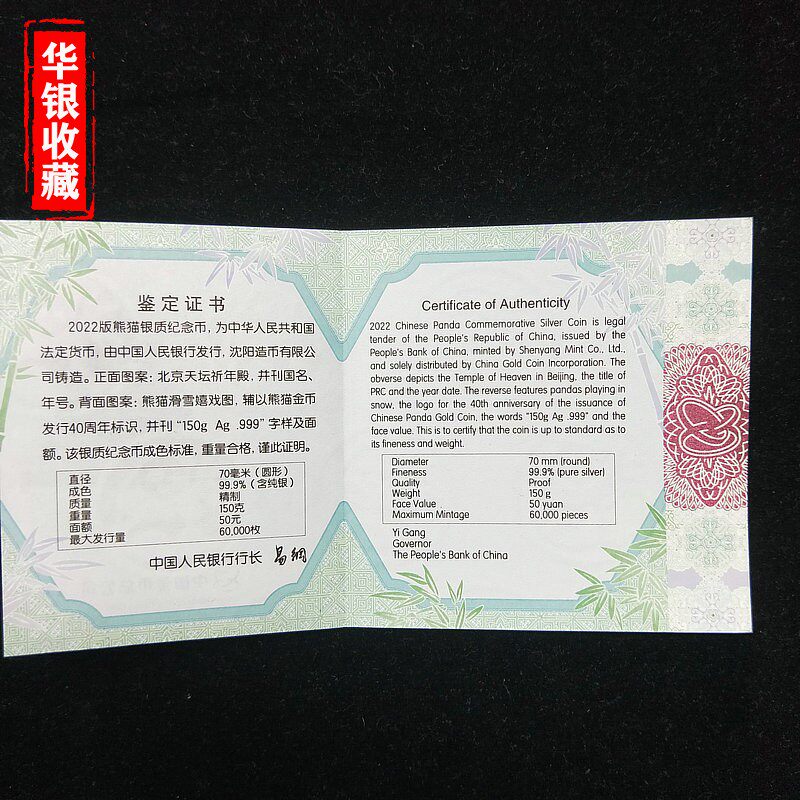 华银收藏
鉴定证书
2022版熊猫银质纪念币，为中华人民共和国
法定货币，由中国人民银行发行，沈阳造币有限公
司铸造。正面图案：北京天坛祈年殿，并刊国名、
年号。背面图案：熊猫滑雪嬉戏图，辅以熊猫金币
发行40周年标识，并刊“150g Ag .999”字样及面
额。该银质纪念币成色标准，重量合格，谨此证明。
直径 70毫米（圆形）
成色 99.9%（含纯银）
质量 精制
重量 150克
面额 50元
最大发行量 60,000枚
中国人民银行行长 易纲
Certificate of Authenticity
2022 Chinese Panda Commemorative Silver Coin is legal
tender of the People's Republic of China, issued by the
People's Bank of China, minted by Shenyang Mint Co., Ltd.,
and solely distributed by China Gold Coin Incorporation. The
obverse depicts the Temple of Heaven in Beijing, the title of
PRC and the year date. The reverse features pandas playing in
snow, the logo for the 40th anniversary of the issuance of
Chinese Panda Gold Coin, the words “150g Ag .999” and the
face value. This is to certify that the coin is up to standard as to
its fineness and weight.
Diameter 70 mm (round)
Fineness 99.9% (pure silver)
Quality Proof
Weight 150 g
Face Value 50 yuan
Maximum Mintage 60,000 pieces
Yi Gang
Governor
The People's Bank of China